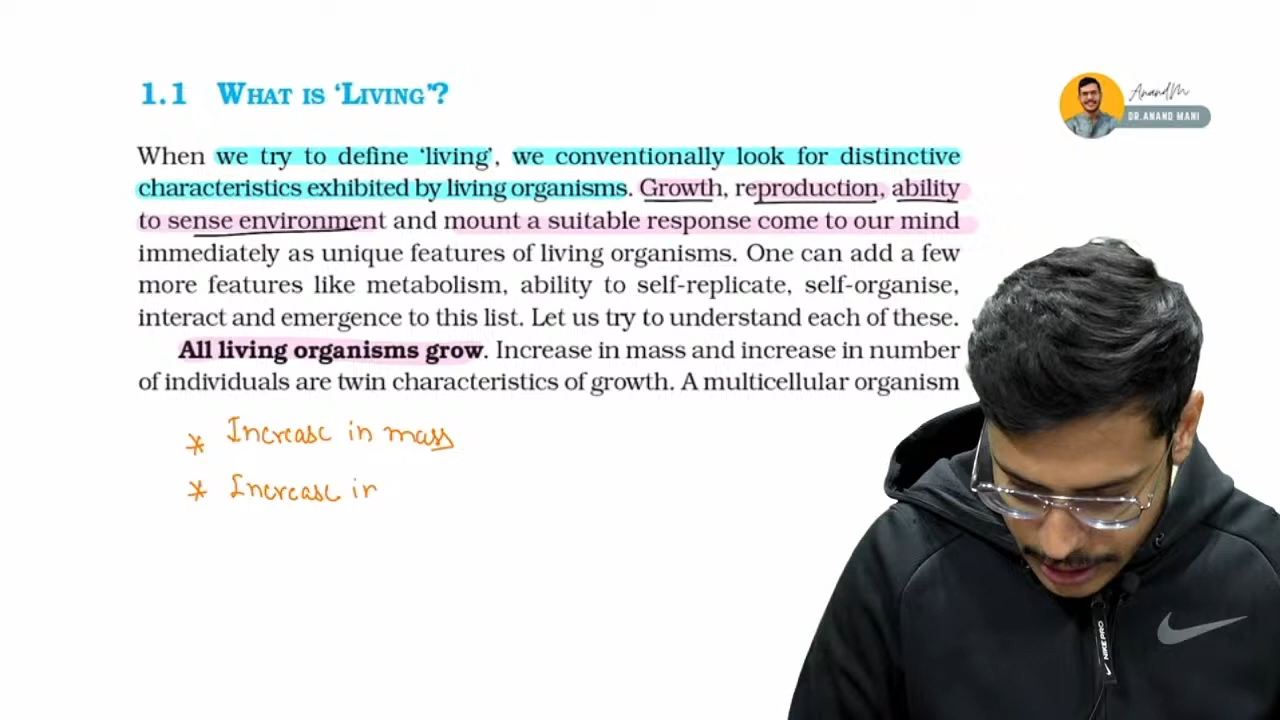 1.1 WHAT IS ‘LIVING’?
AnandM
DR.ANAND MANI
When we try to define ‘living’, we conventionally look for distinctive
characteristics exhibited by living organisms. Growth, reproduction, ability
to sense environment and mount a suitable response come to our mind
immediately as unique features of living organisms. One can add a few
more features like metabolism, ability to self-replicate, self-organise,
interact and emergence to this list. Let us try to understand each of these.
All living organisms grow. Increase in mass and increase in number
of individuals are twin characteristics of growth. A multicellular organism
* Increase in mass
* Increase in
NIKE PRO